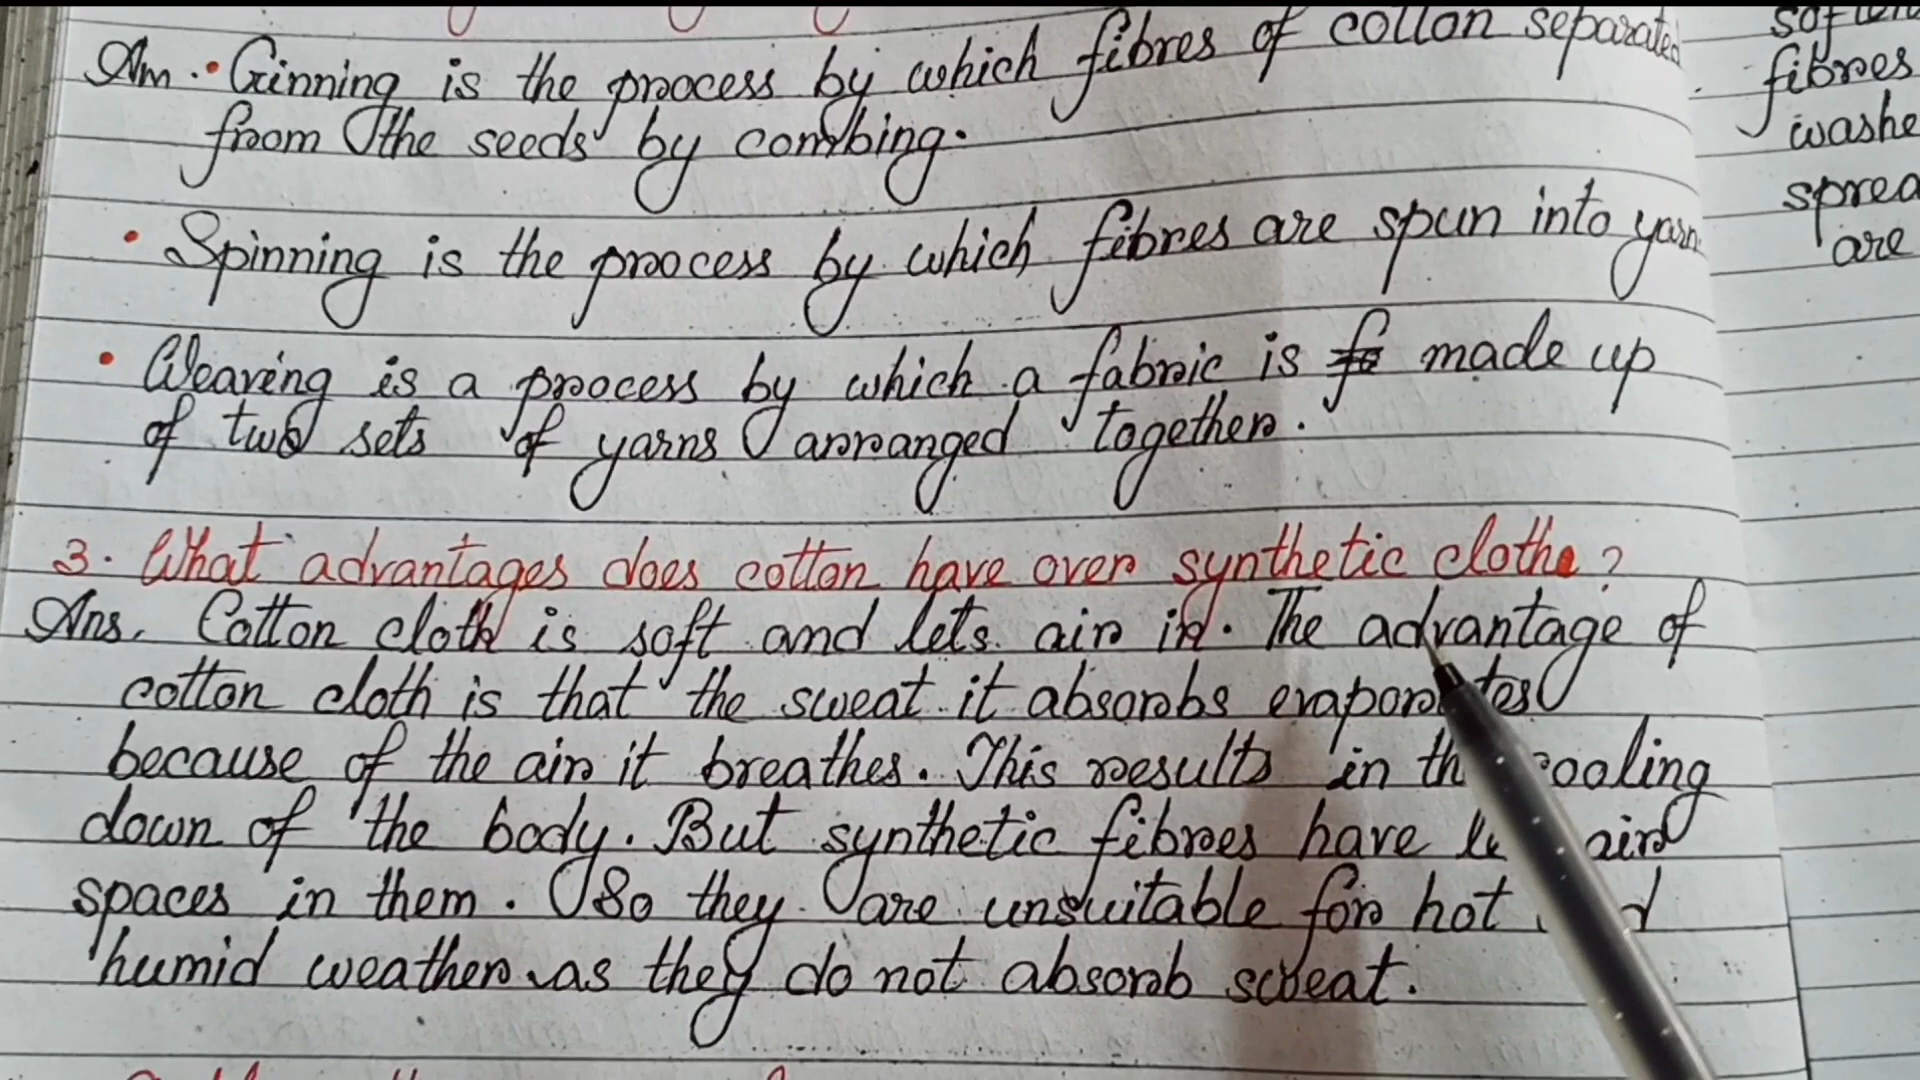 Ans. • Ginning is the process by which fibres of cotton separated
from the seeds by combing.
• Spinning is the process by which fibres are spun into yarn
• Weaving is a process by which a fabric is made up
of two sets of yarns arranged together.
3. What advantages does cotton have over synthetic cloth?
Ans. Cotton cloth is soft and lets air in. The advantage of
cotton cloth is that the sweat it absorbs evaporates
because of the air it breathes. This results in the cooling
down of the body. But synthetic fibres have air
spaces in them. So they are unsuitable for hot
humid weather as they do not absorb sweat.
fibres
are